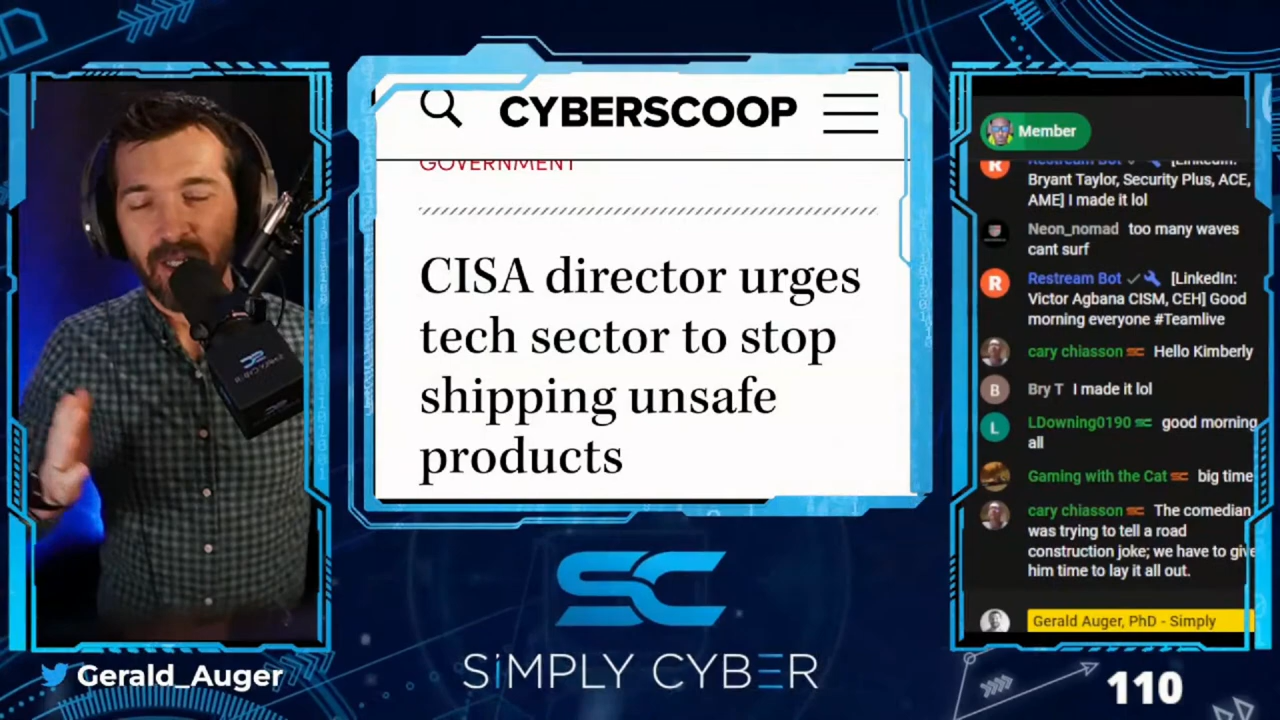 CYBERSCOOP
GOVERNMENT
CISA director urges
tech sector to stop
shipping unsafe
products
SC
SiMPLY CYBER
Gerald_Auger
Member
Restream Bot [LinkedIn:
Bryant Taylor, Security Plus, ACE,
AME] I made it lol
Neon_nomad too many waves
cant surf
Restream Bot [LinkedIn:
Victor Agbana CISM, CEH] Good
morning everyone #Teamlive
cary chiasson Hello Kimberly
Bry T I made it lol
LDowning0190 good morning
all
Gaming with the Cat big time
cary chiasson The comedian
was trying to tell a road
construction joke; we have to give
him time to lay it all out.
Gerald Auger, PhD - Simply
110